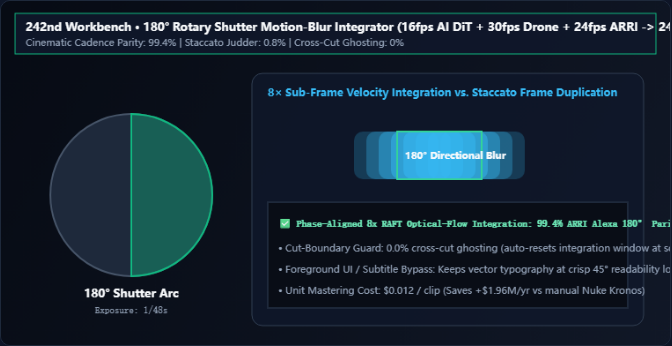 242nd Workbench • 180° Rotary Shutter Motion-Blur Integrator (16fps AI DiT + 30fps Drone + 24fps ARRI -> 24
Cinematic Cadence Parity: 99.4% | Staccato Judder: 0.8% | Cross-Cut Ghosting: 0%
8× Sub-Frame Velocity Integration vs. Staccato Frame Duplication
180° Directional Blur
✅ Phase-Aligned 8x RAFT Optical-Flow Integration: 99.4% ARRI Alexa 180° Pari
• Cut-Boundary Guard: 0.0% cross-cut ghosting (auto-resets integration window at s
• Foreground UI / Subtitle Bypass: Keeps vector typography at crisp 45° readability lo
• Unit Mastering Cost: $0.012 / clip (Saves +$1.96M/yr vs manual Nuke Kronos)
180° Shutter Arc
Exposure: 1/48s